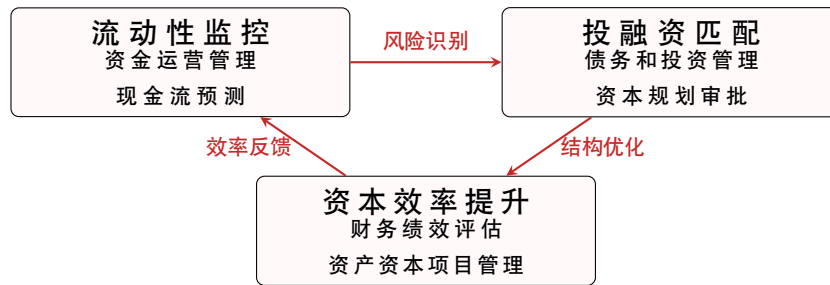 流动性监控
资金运营管理
现金流预测
风险识别
投融资匹配
债务和投资管理
资本规划审批
效率反馈
结构优化
资本效率提升
财务绩效评估
资产资本项目管理